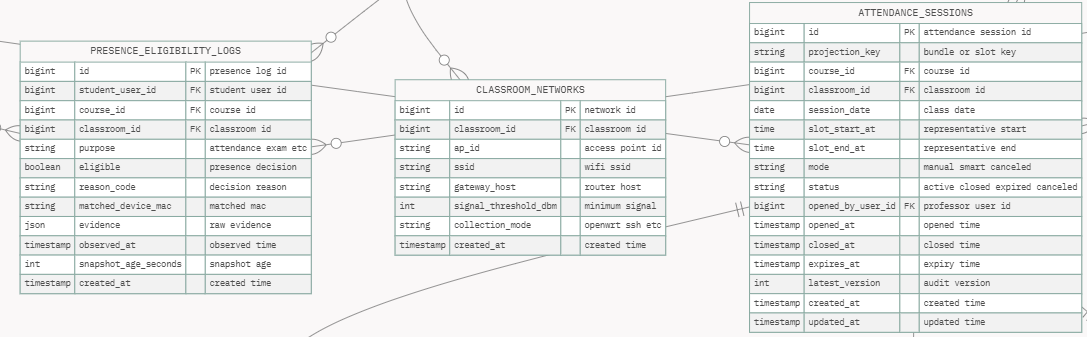 PRESENCE_ELIGIBILITY_LOGS
bigint id PK presence log id
bigint student_user_id FK student user id
bigint course_id FK course id
bigint classroom_id FK classroom id
string purpose attendance exam etc
boolean eligible presence decision
string reason_code decision reason
string matched_device_mac matched mac
json evidence raw evidence
timestamp observed_at observed time
int snapshot_age_seconds snapshot age
timestamp created_at created time
CLASSROOM_NETWORKS
bigint id PK network id
bigint classroom_id FK classroom id
string ap_id access point id
string ssid wifi ssid
string gateway_host router host
int signal_threshold_dbm minimum signal
string collection_mode openwrt ssh etc
timestamp created_at created time
ATTENDANCE_SESSIONS
bigint id PK attendance session id
string projection_key bundle or slot key
bigint course_id FK course id
bigint classroom_id FK classroom id
date session_date class date
time slot_start_at representative start
time slot_end_at representative end
string mode manual smart canceled
string status active closed expired canceled
bigint opened_by_user_id FK professor user id
timestamp opened_at opened time
timestamp closed_at closed time
timestamp expires_at expiry time
int latest_version audit version
timestamp created_at created time
timestamp updated_at updated time